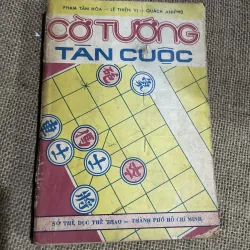 PHẠM TẤN HÒA - LÊ THIÊN VỊ - QUÁCH ANH TÚ
CỜ TƯỚNG
TÀN CUỘC
SỞ THỂ DỤC THỂ THAO - THÀNH PHỐ HỒ CHÍ MINH